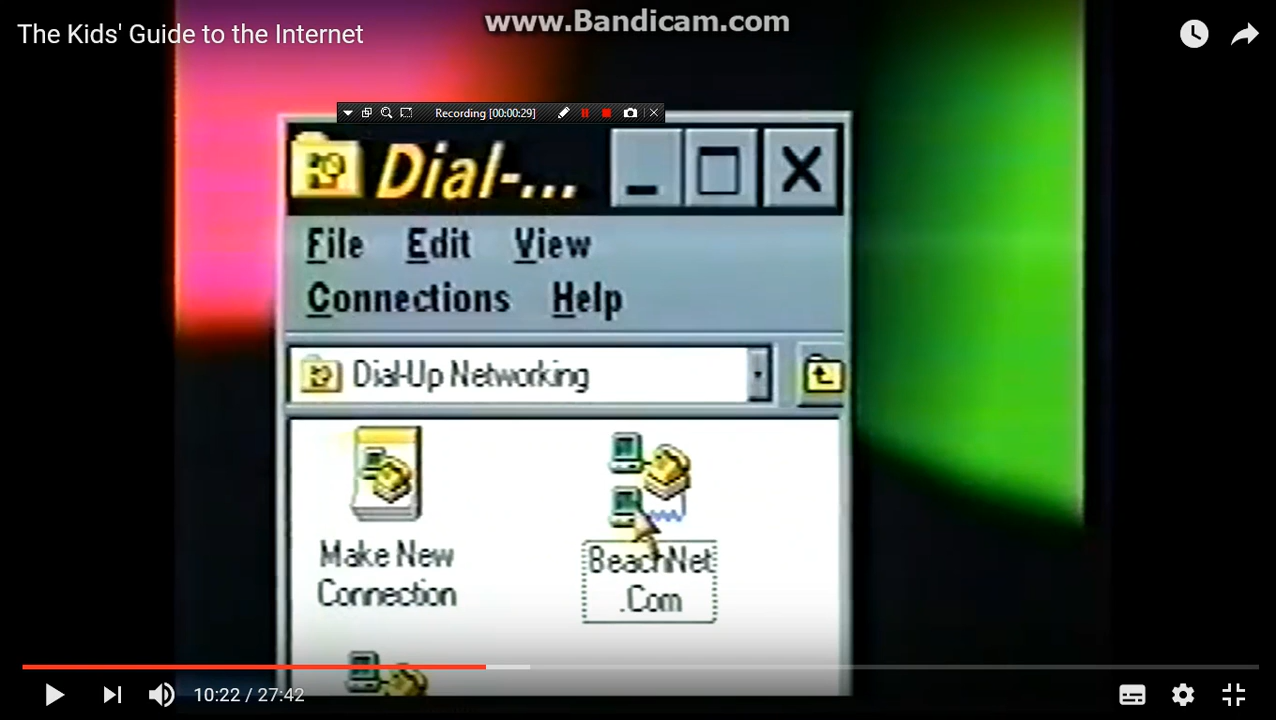 www.Bandicam.com
The Kids' Guide to the Internet
Recording [00:00:29]
Dial-...
File Edit View
Connections Help
Dial-Up Networking
Make New
Connection
BeachNet
.Com
10:22 / 27:42